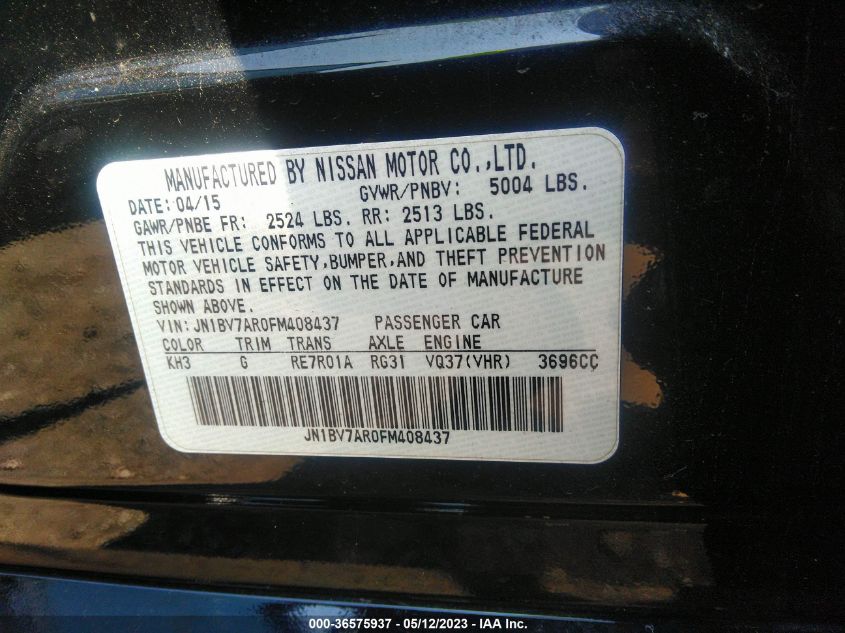 MANUFACTURED BY NISSAN MOTOR CO.,LTD.
DATE: 04/15 GVWR/PNBV: 5004 LBS.
GAWR/PNBE FR: 2524 LBS. RR: 2513 LBS.
THIS VEHICLE CONFORMS TO ALL APPLICABLE FEDERAL
MOTOR VEHICLE SAFETY,BUMPER,AND THEFT PREVENTION
STANDARDS IN EFFECT ON THE DATE OF MANUFACTURE
SHOWN ABOVE.
VIN: JN1BV7AR0FM408437 PASSENGER CAR
COLOR TRIM TRANS AXLE ENGINE
KH3 G RE7R01A RG31 VQ37(VHR) 3696CC
JN1BV7AR0FM408437
000-36575937 - 05/12/2023 - IAA Inc.